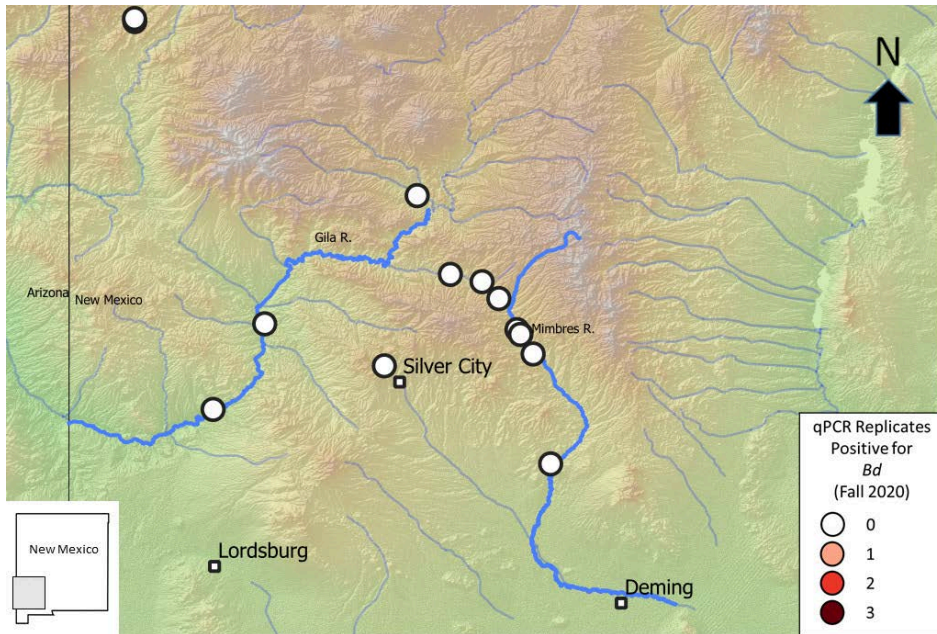 N
Gila R.
Arizona
New Mexico
Mimbres R.
Silver City
Lordsburg
Deming
qPCR Replicates
Positive for
Bd
(Fall 2020)
0
1
2
3
New Mexico